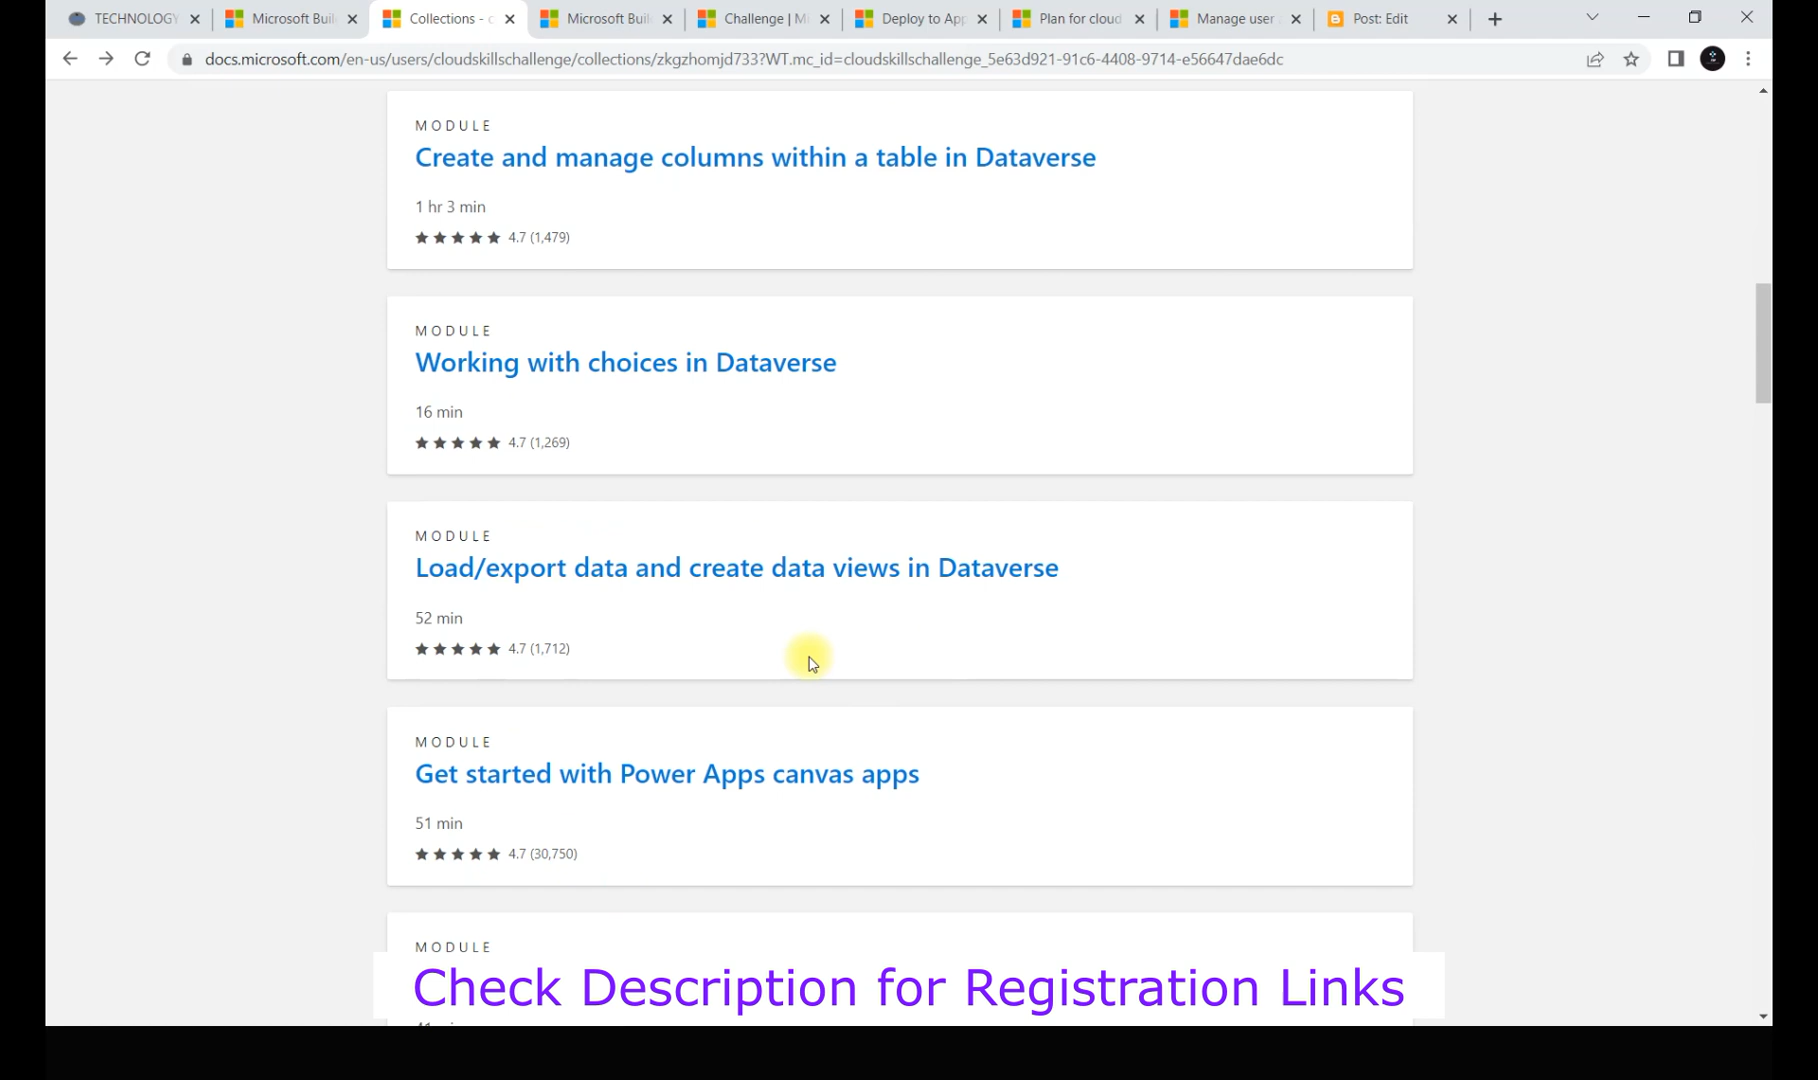 TECHNOLOGY
Microsoft Buil
Collections - c
Microsoft Buil
Challenge | Mi
Deploy to App
Plan for cloud
Manage user
Post: Edit
docs.microsoft.com/en-us/users/cloudskillschallenge/collections/zkgzhomjd733?WT.mc_id=cloudskillschallenge_5e63d921-91c6-4408-9714-e56647dae6dc
MODULE
Create and manage columns within a table in Dataverse
1 hr 3 min
4.7 (1,479)
MODULE
Working with choices in Dataverse
16 min
4.7 (1,269)
MODULE
Load/export data and create data views in Dataverse
52 min
4.7 (1,712)
MODULE
Get started with Power Apps canvas apps
51 min
4.7 (30,750)
MODULE
Check Description for Registration Links